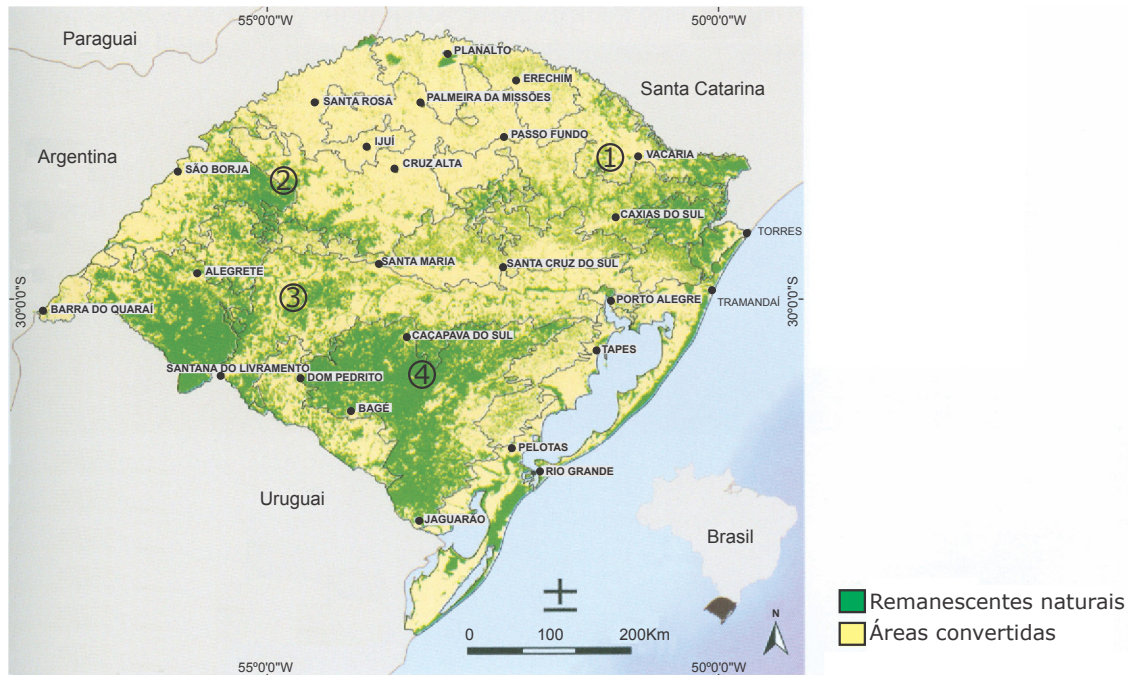 55°0'0"W
50°0'0"W
Paraguai
PLANALTO
ERECHIM
Santa Catarina
SANTA ROSA
PALMEIRA DA MISSÕES
PASSO FUNDO
IJUÍ
Argentina
①
VACARIA
CRUZ ALTA
SÃO BORJA
②
CAXIAS DO SUL
TORRES
SANTA MARIA
SANTA CRUZ DO SUL
ALEGRETE
30°0'0"S
③
PORTO ALEGRE
TRAMANDAÍ
30°0'0"S
BARRA DO QUARAÍ
CAÇAPAVA DO SUL
TAPES
SANTANA DO LIVRAMENTO
DOM PEDRITO
④
BAGÉ
PELOTAS
RIO GRANDE
Uruguai
JAGUARÃO
Brasil
Remanescentes naturais
N
0 100 200Km
Áreas convertidas
55°0'0"W
50°0'0"W